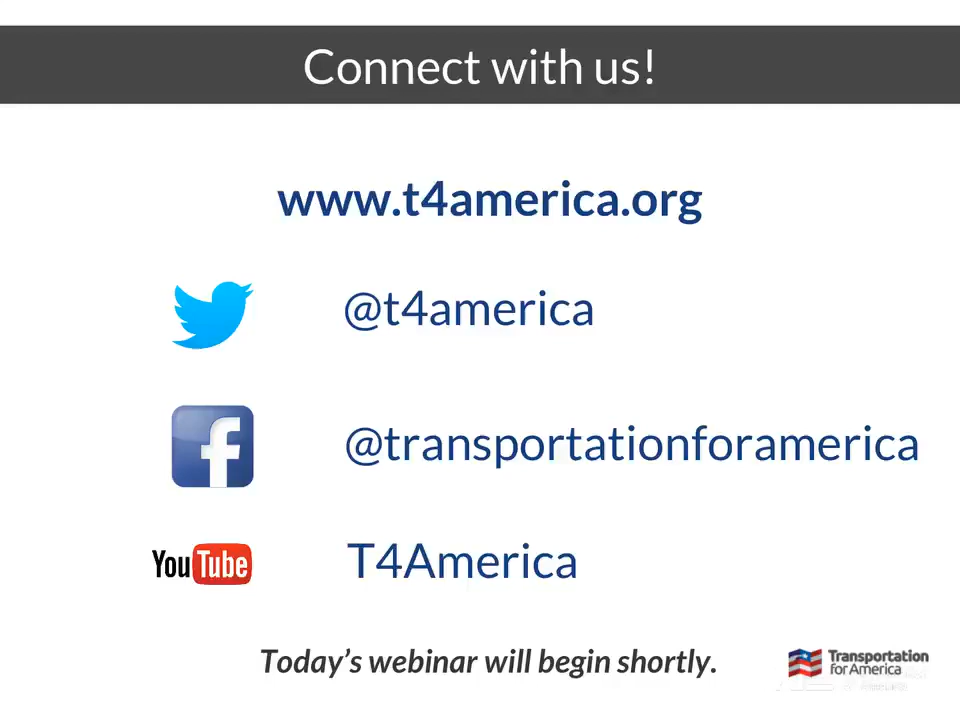 Connect with us!
www.t4america.org
@t4america
@transportationforamerica
YouTube
T4America
Today's webinar will begin shortly.
Transportation
for America